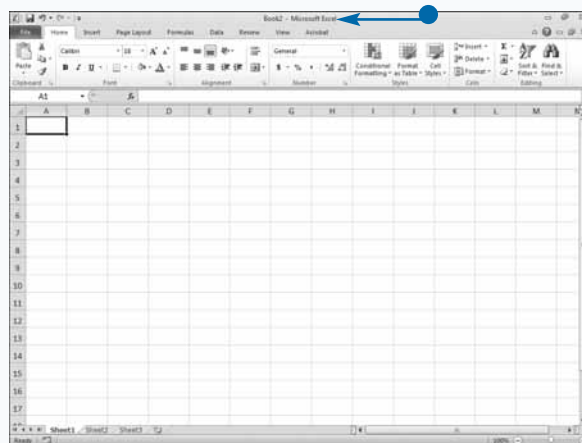 Book2 - Microsoft Excel
File Home Insert Page Layout Formulas Data Review View Acrobat
Calibri 18 A A General Insert
Paste B I U A $ % , Conditional Format Cell Delete Sort & Find &
Formatting as Table Styles Format Filter Select
Clipboard Font Alignment Number Styles Cells Editing
A1 fx
A B C D E F G H I J K L M N
1
2
3
4
5
6
7
8
9
10
11
12
13
14
15
16
17
Sheet1 Sheet2 Sheet3
Ready 100%